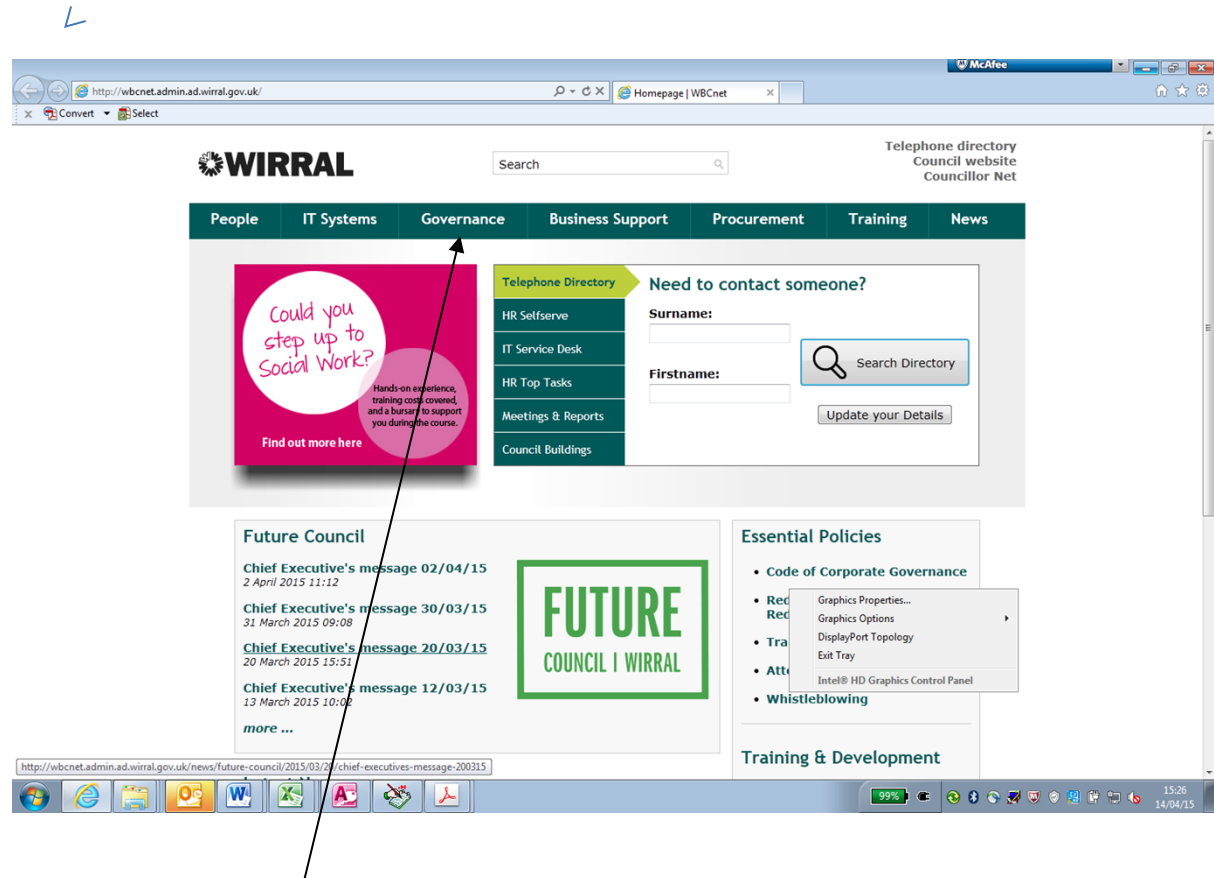 McAfee
http://wbcnet.admin.ad.wirral.gov.uk/
Homepage | WBCnet
x Convert Select
WIRRAL
Search
Telephone directory
Council website
Councillor Net
People IT Systems Governance Business Support Procurement Training News
Could you
step up to
Social Work?
Hands-on experience,
training costs covered,
and a bursary to support
you during the course.
Find out more here
Telephone Directory
HR Selfserve
IT Service Desk
HR Top Tasks
Meetings & Reports
Council Buildings
Need to contact someone?
Surname:
Firstname:
Search Directory
Update your Details
Future Council
Chief Executive's message 02/04/15
2 April 2015 11:12
Chief Executive's message 30/03/15
31 March 2015 09:08
Chief Executive's message 20/03/15
20 March 2015 15:51
Chief Executive's message 12/03/15
13 March 2015 10:02
more ...
FUTURE
COUNCIL | WIRRAL
Essential Policies
• Code of Corporate Governance
• Red
Red
• Tra
• Att
• Whistleblowing
Graphics Properties...
Graphics Options
DisplayPort Topology
Exit Tray
Intel® HD Graphics Control Panel
Training & Development
http://wbcnet.admin.ad.wirral.gov.uk/news/future-council/2015/03/20/chief-executives-message-200315
99%
15:26
14/04/15